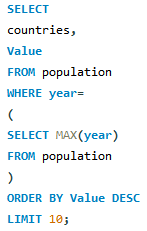 SELECT
countries,
Value
FROM population
WHERE year=
(
SELECT MAX(year)
FROM population
)
ORDER BY Value DESC
LIMIT 10;